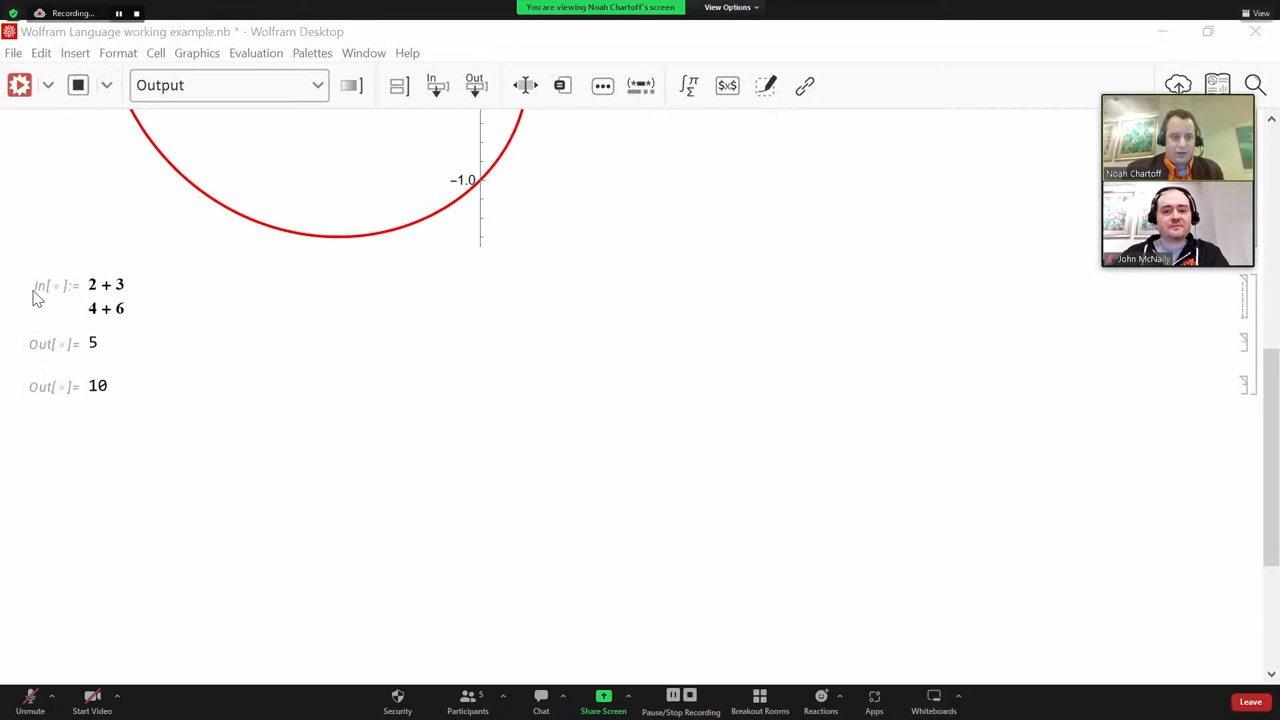 Recording...
You are viewing Noah Chartoff's screen
View Options
View
Wolfram Language working example.nb * - Wolfram Desktop
File Edit Insert Format Cell Graphics Evaluation Palettes Window Help
Output
In
Out
∫π
Σ
$x$
Noah Chartoff
John McNally
-1.0
In[ ]:= 2 + 3
4 + 6
Out[ ]= 5
Out[ ]= 10
Unmute
Start Video
Security
Participants
5
Chat
Share Screen
Pause/Stop Recording
Breakout Rooms
Reactions
Apps
Whiteboards
Leave